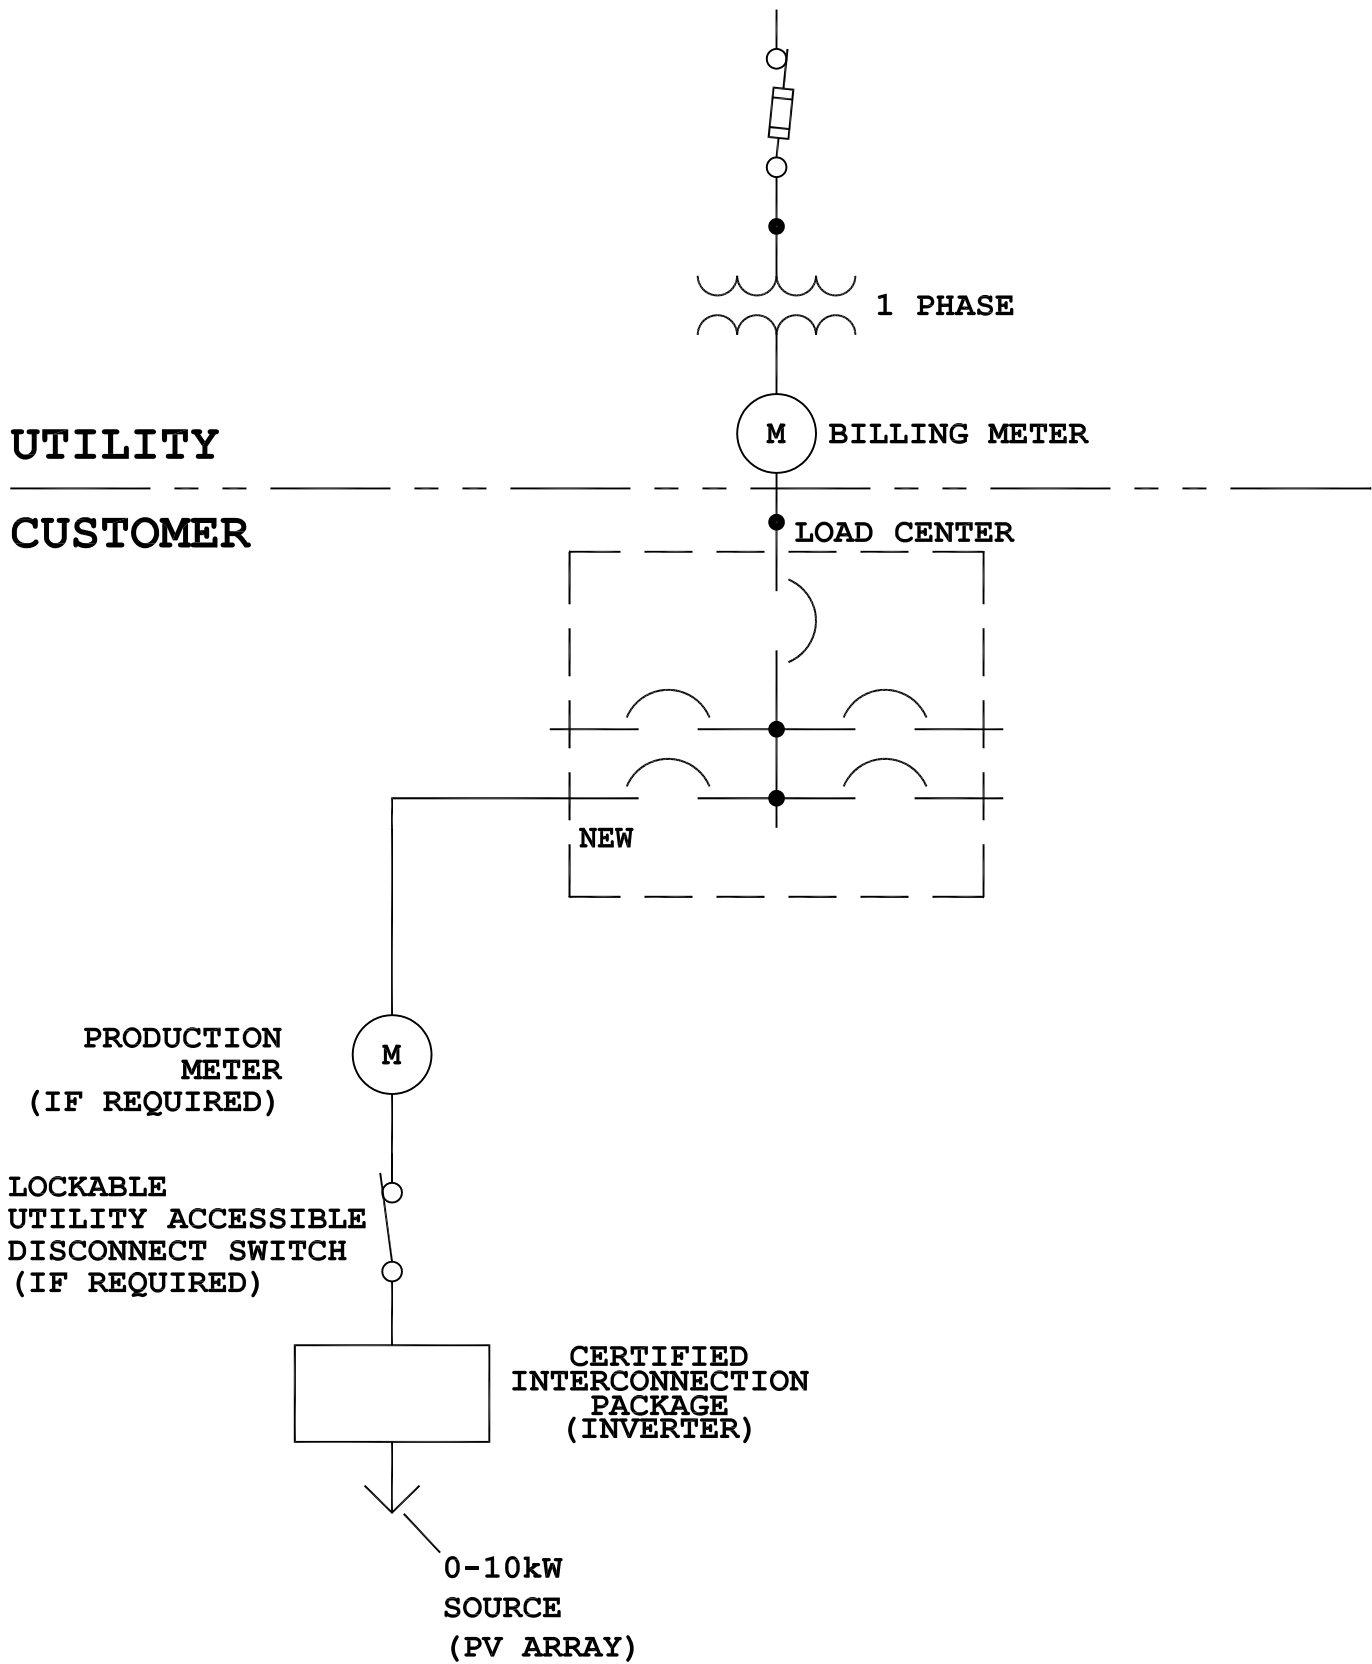 1 PHASE
M
BILLING METER
UTILITY
CUSTOMER
LOAD CENTER
NEW
PRODUCTION
METER
(IF REQUIRED)
M
LOCKABLE
UTILITY ACCESSIBLE
DISCONNECT SWITCH
(IF REQUIRED)
CERTIFIED
INTERCONNECTION
PACKAGE
(INVERTER)
0-10kW
SOURCE
(PV ARRAY)